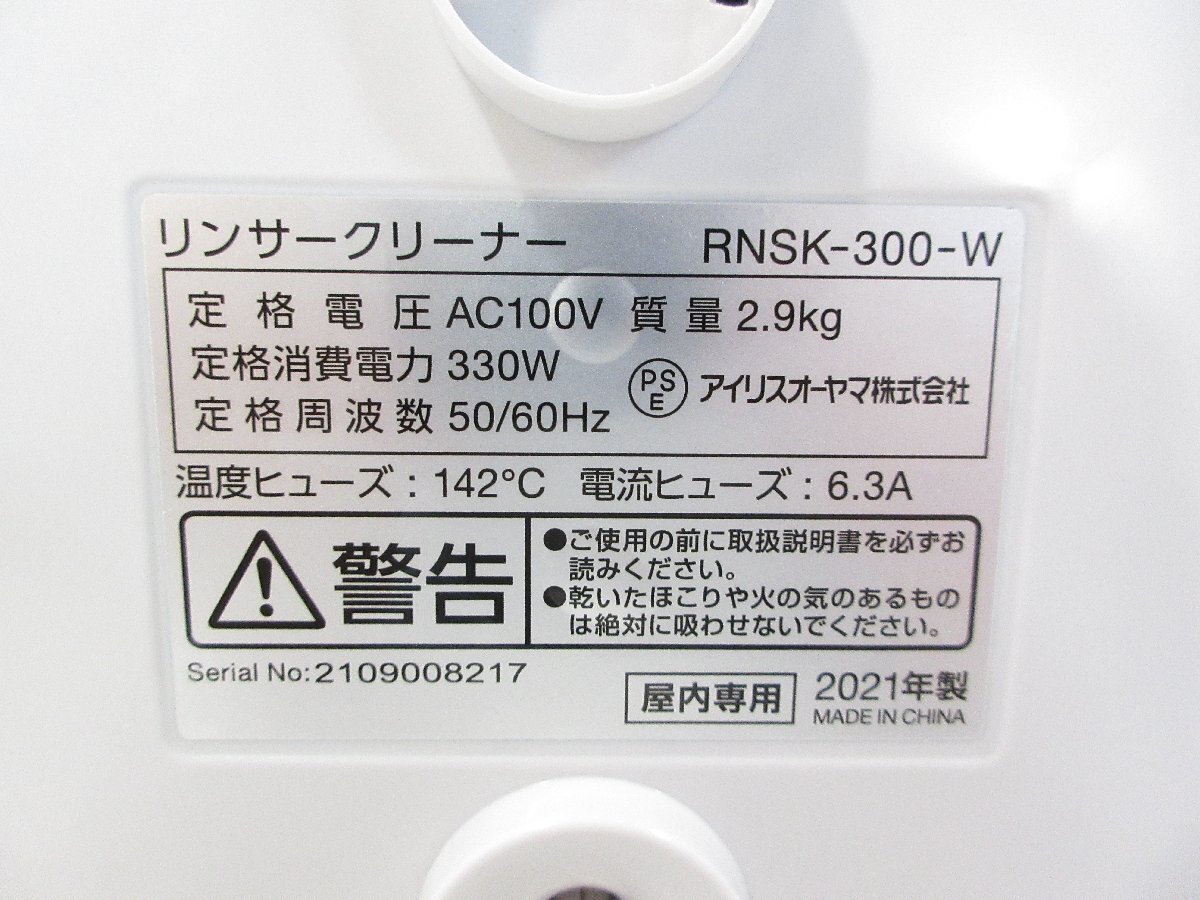 リンサークリーナー RNSK-300-W
定格電圧 AC100V 質量 2.9kg
定格消費電力 330W
PSE アイリスオーヤマ株式会社
定格周波数 50/60Hz
温度ヒューズ : 142°C 電流ヒューズ : 6.3A
警告
●ご使用の前に取扱説明書を必ずお
読みください。
●乾いたほこりや火の気のあるもの
は絶対に吸わせないでください。
Serial No:2109008217
屋内専用 2021年製
MADE IN CHINA